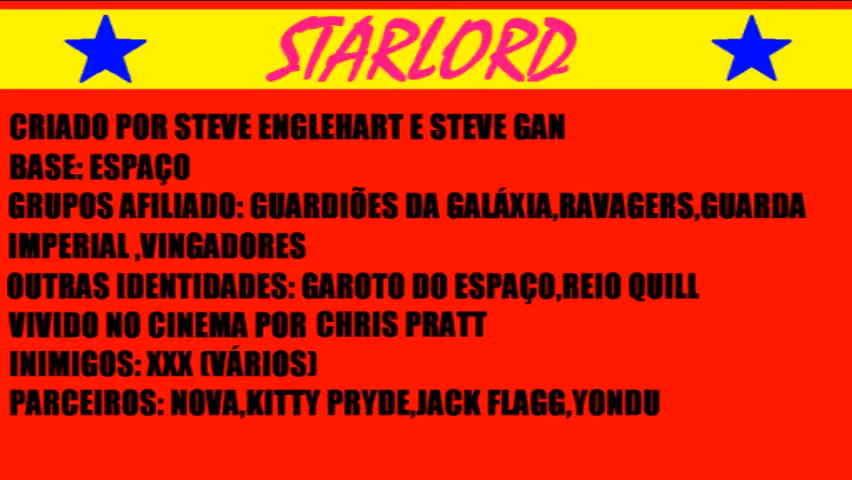 STARLORD
CRIADO POR STEVE ENGLEHART E STEVE GAN
BASE: ESPAÇO
GRUPOS AFILIADO: GUARDIÕES DA GALÁXIA,RAVAGERS,GUARDA
IMPERIAL ,VINGADORES
OUTRAS IDENTIDADES: GAROTO DO ESPAÇO,REIO QUILL
VIVIDO NO CINEMA POR CHRIS PRATT
INIMIGOS: XXX (VÁRIOS)
PARCEIROS: NOVA,KITTY PRYDE,JACK FLAGG,YONDU